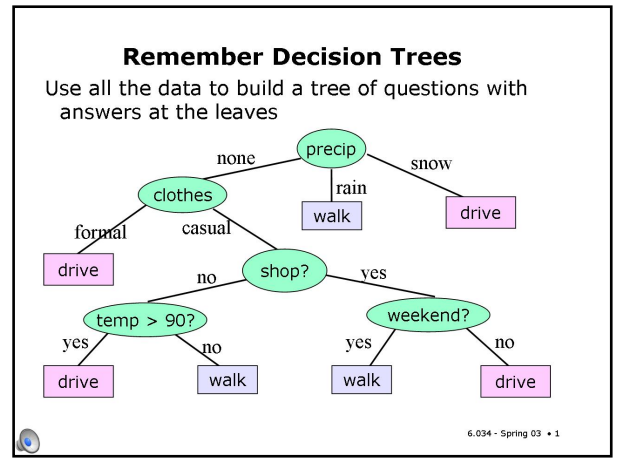 Remember Decision Trees
Use all the data to build a tree of questions with
answers at the leaves
precip
none
snow
rain
clothes
walk
drive
formal
casual
drive
shop?
no
yes
temp > 90?
weekend?
yes
no
yes
no
drive
walk
walk
drive
6.034 - Spring 03 • 1